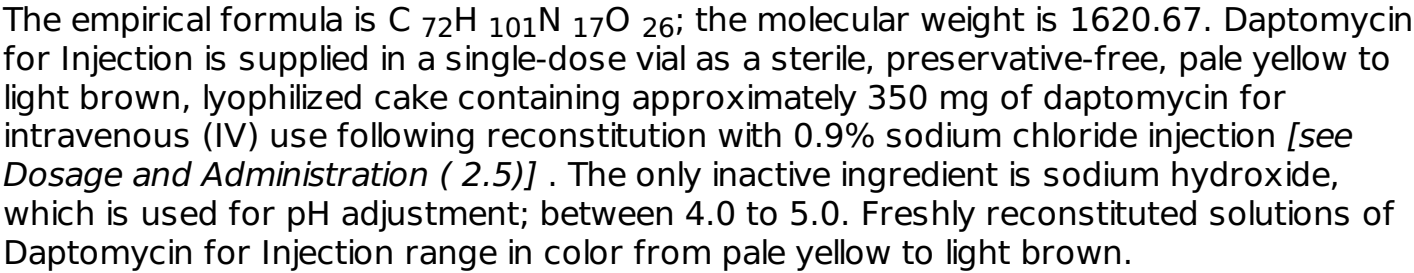 The empirical formula is C 72H 101N 17O 26; the molecular weight is 1620.67. Daptomycin
for Injection is supplied in a single-dose vial as a sterile, preservative-free, pale yellow to
light brown, lyophilized cake containing approximately 350 mg of daptomycin for
intravenous (IV) use following reconstitution with 0.9% sodium chloride injection [see
Dosage and Administration ( 2.5)] . The only inactive ingredient is sodium hydroxide,
which is used for pH adjustment; between 4.0 to 5.0. Freshly reconstituted solutions of
Daptomycin for Injection range in color from pale yellow to light brown.